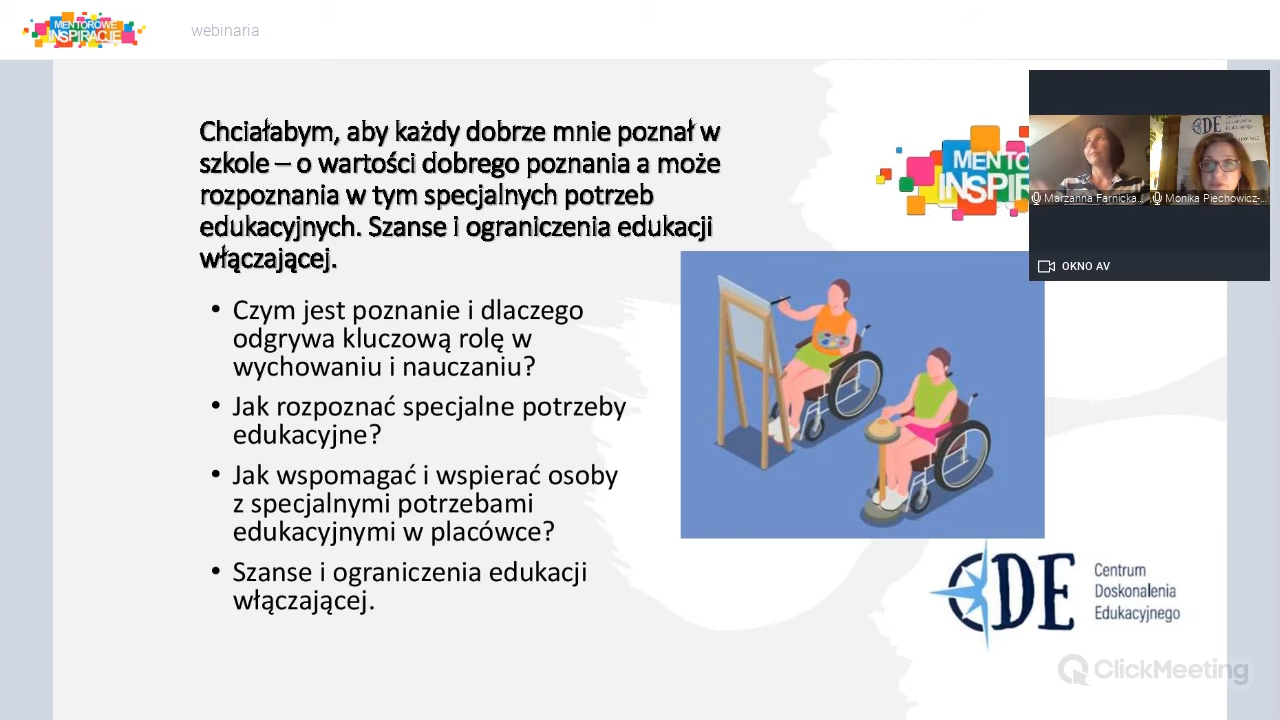 MENTOROWE
INSPIRACJE
webinaria
Chciałabym, aby każdy dobrze mnie poznał w
szkole – o wartości dobrego poznania a może
rozpoznania w tym specjalnych potrzeb
edukacyjnych. Szanse i ograniczenia edukacji
włączającej.
• Czym jest poznanie i dlaczego
odgrywa kluczową rolę w
wychowaniu i nauczaniu?
• Jak rozpoznać specjalne potrzeby
edukacyjne?
• Jak wspomagać i wspierać osoby
z specjalnymi potrzebami
edukacyjnymi w placówce?
• Szanse i ograniczenia edukacji
włączającej.
MENTO
INSPIR
Marzanna Farnicka...
Monika Piechowicz-...
OKNO AV
CDE
Centrum
Doskonalenia
Edukacyjnego
ClickMeeting